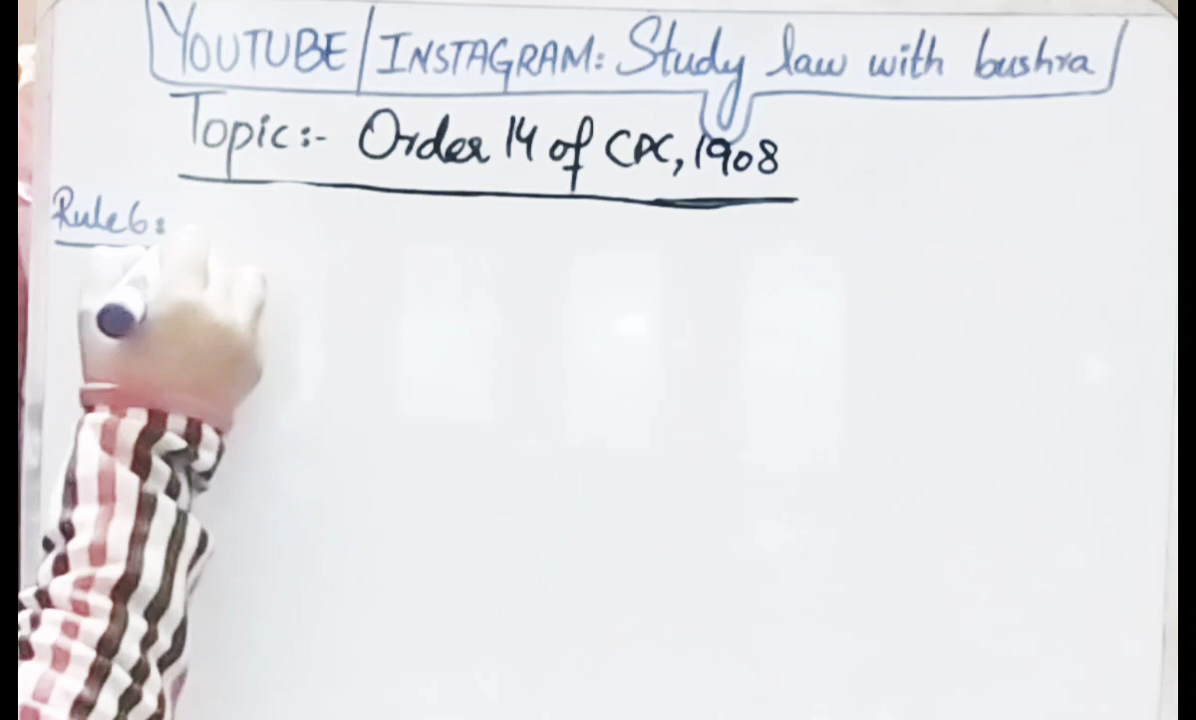 YOUTUBE/INSTAGRAM: Study law with bushra
Topic:- Order 14 of CPC, 1908
Rule 6: